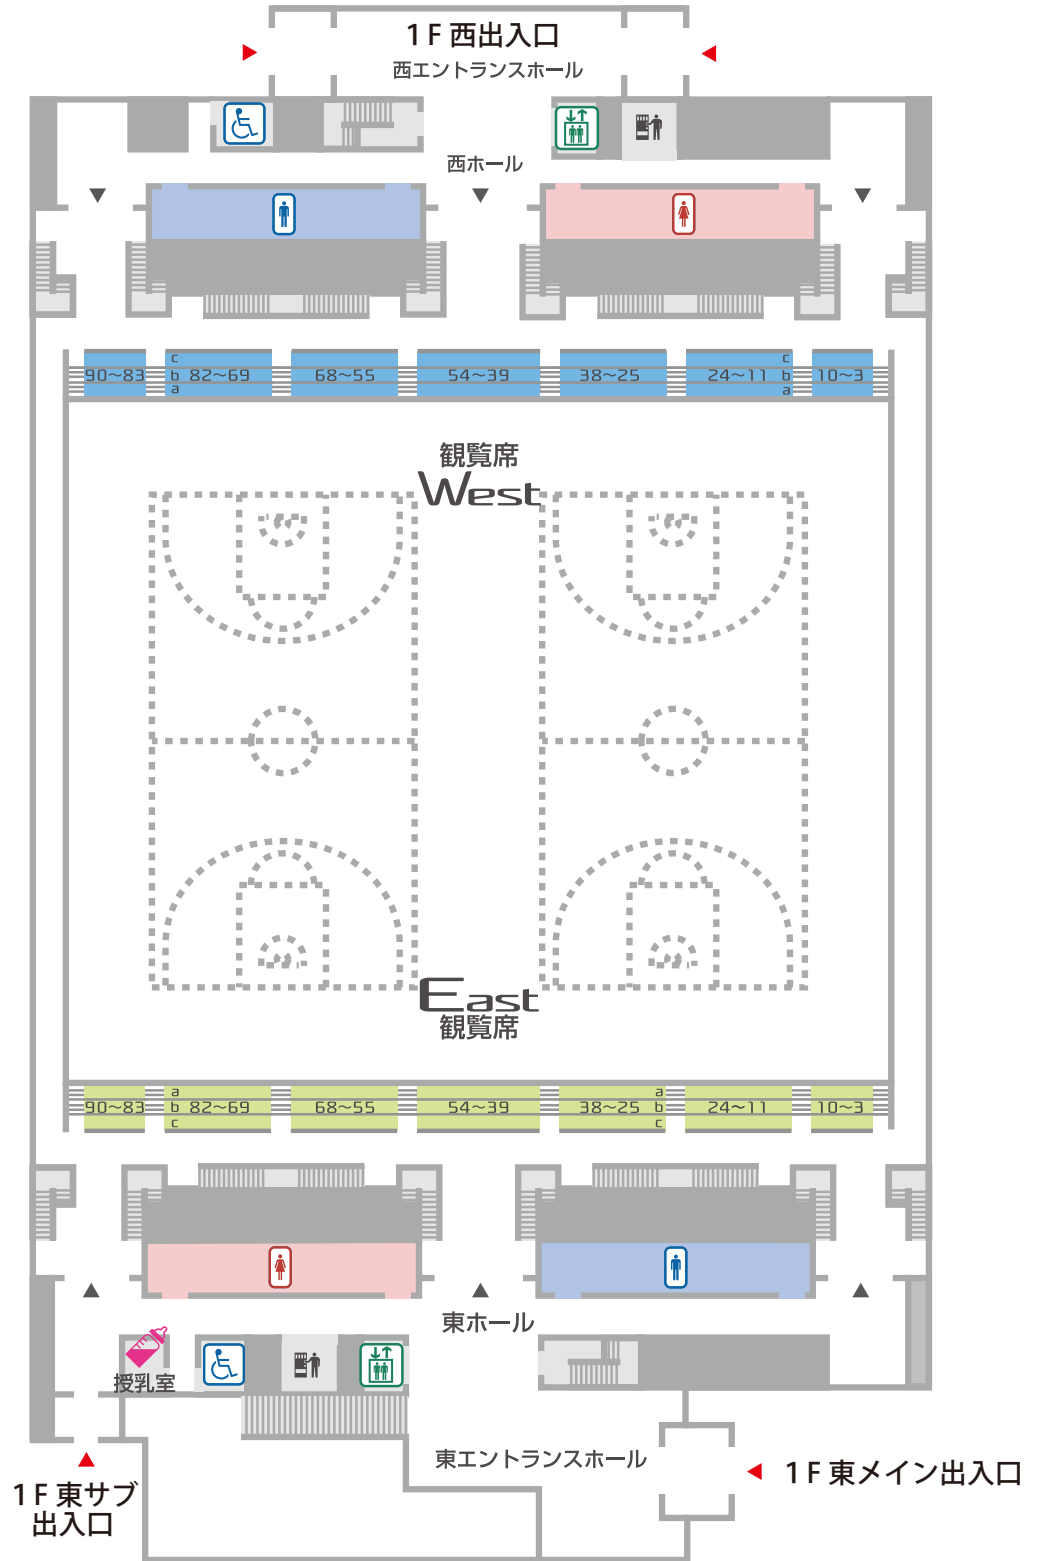 1F 西出入口
西エントランスホール
西ホール
c c
90〜83 b 82〜69 68〜55 54〜39 38〜25 24〜11 b 10〜3
a a
観覧席
West
East
観覧席
a a
90〜83 b 82〜69 68〜55 54〜39 38〜25 b 24〜11 10〜3
c c
東ホール
授乳室
東エントランスホール
1F 東メイン出入口
1F 東サブ
出入口